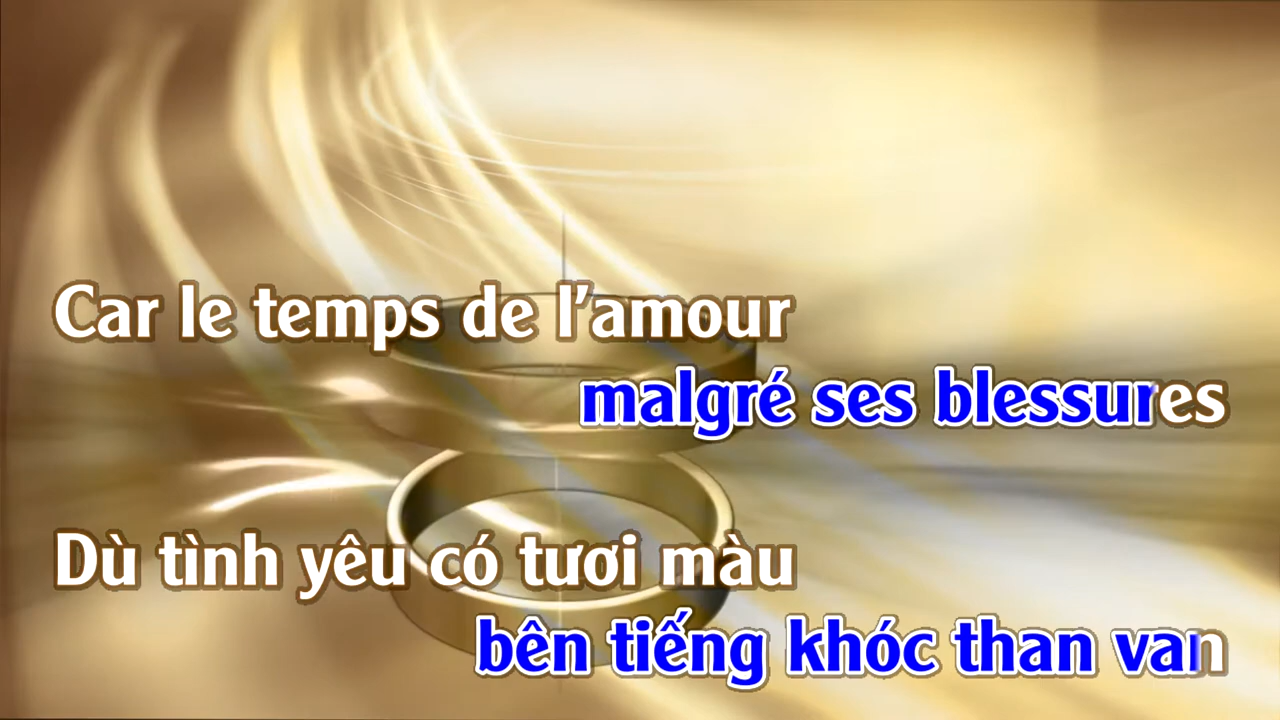 Car le temps de l'amour
malgré ses blessures
Dù tình yêu có tươi màu
bên tiếng khóc than van